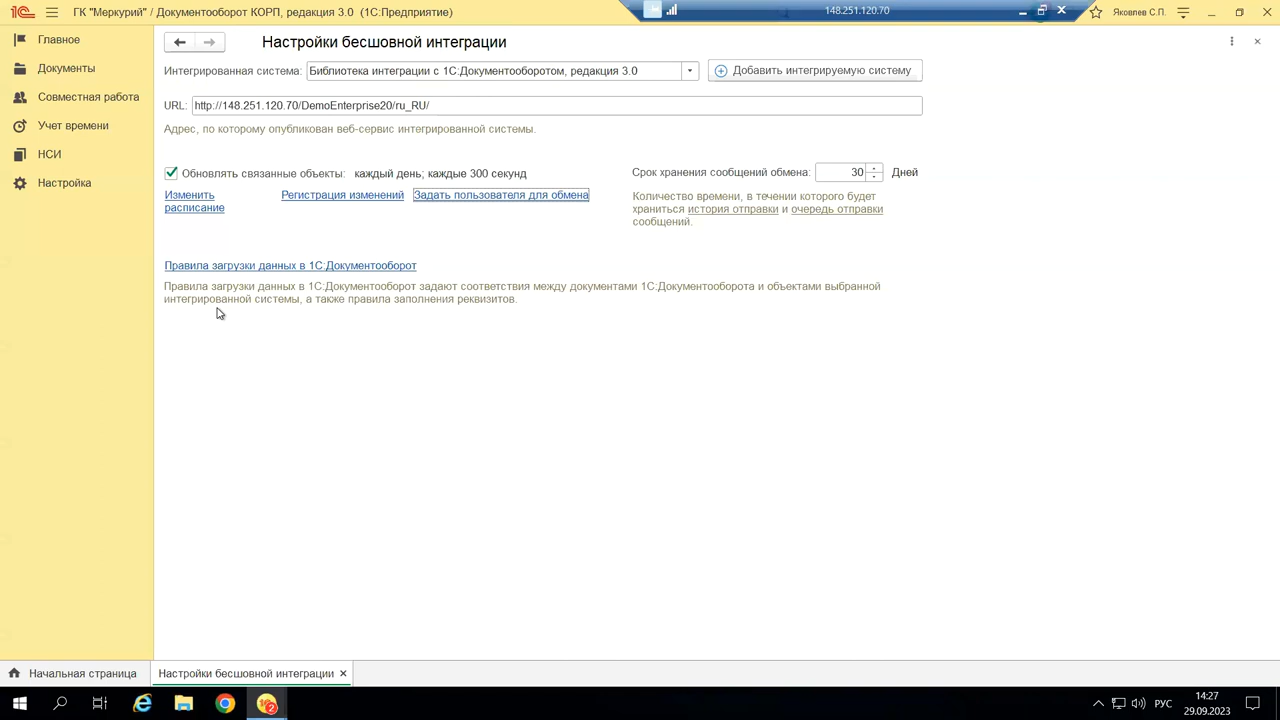 ГК "Меркурий" / Документооборот КОРП, редакция 3.0 (1С:Предприятие)
148.251.120.70
Яковлев С.П.
Главное
Документы
Совместная работа
Учет времени
НСИ
Настройка
Настройки бесшовной интеграции
Интегрированная система: Библиотека интеграции с 1С:Документооборотом, редакция 3.0
Добавить интегрируемую систему
URL: http://148.251.120.70/DemoEnterprise20/ru_RU/
Адрес, по которому опубликован веб-сервис интегрированной системы.
Обновлять связанные объекты: каждый день; каждые 300 секунд
Срок хранения сообщений обмена: 30 Дней
Изменить
расписание
Регистрация изменений
Задать пользователя для обмена
Количество времени, в течении которого будет
храниться история отправки и очередь отправки
сообщений.
Правила загрузки данных в 1С:Документооборот
Правила загрузки данных в 1С:Документооборот задают соответствия между документами 1С:Документооборота и объектами выбранной
интегрированной системы, а также правила заполнения реквизитов.
Начальная страница
Настройки бесшовной интеграции
2
РУС
14:27
29.09.2023